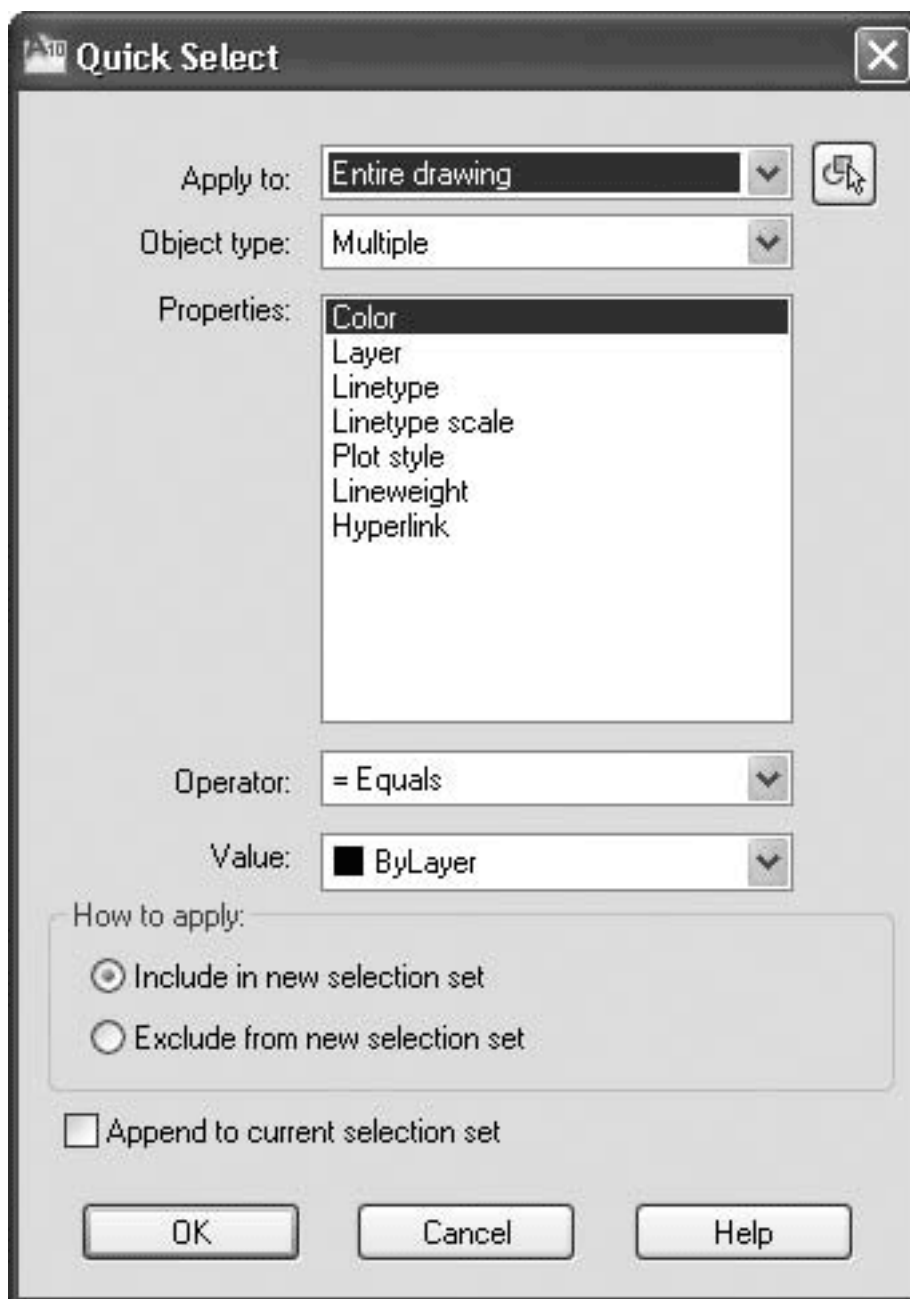 A10 Quick Select
Apply to: Entire drawing
Object type: Multiple
Properties: Color
Layer
Linetype
Linetype scale
Plot style
Lineweight
Hyperlink
Operator: = Equals
Value: ByLayer
How to apply:
Include in new selection set
Exclude from new selection set
Append to current selection set
OK Cancel Help